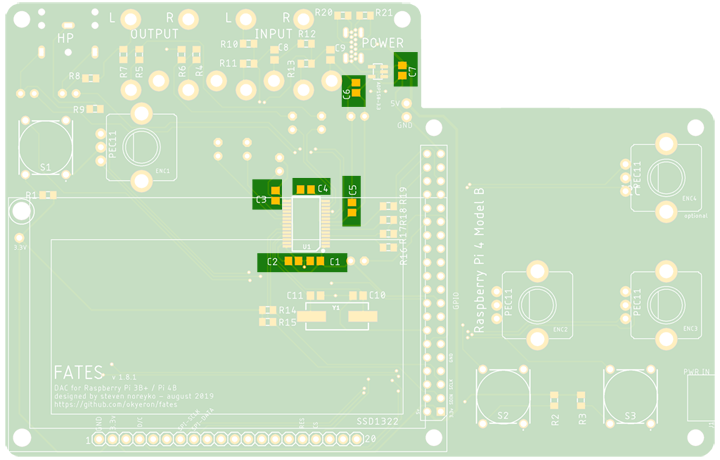 L R L R R20 R21
HP OUTPUT INPUT POWER
R10 C8 R12 C9
R7 R5 R6 R4 R11 R13 C7
R8 C6
5V
R9 GND
PEC11 ENC1 PEC11
S1
C4 ENC4
R1 C3 C5 R19 optional
R18
R17
U1 R16
3.3V C2 C1 Raspberry Pi 4 Model B
C11 C10 GPIO
R14 Y1 PEC11 PEC11
R15 ENC2 ENC3
FATES v 1.8.1
DAC for Raspberry Pi 3B+ / Pi 4B
designed by steven noreyko - august 2019
https://github.com/okyeron/fates
PWR IN
S2 R2 R3 S3
SSD1322
1 20